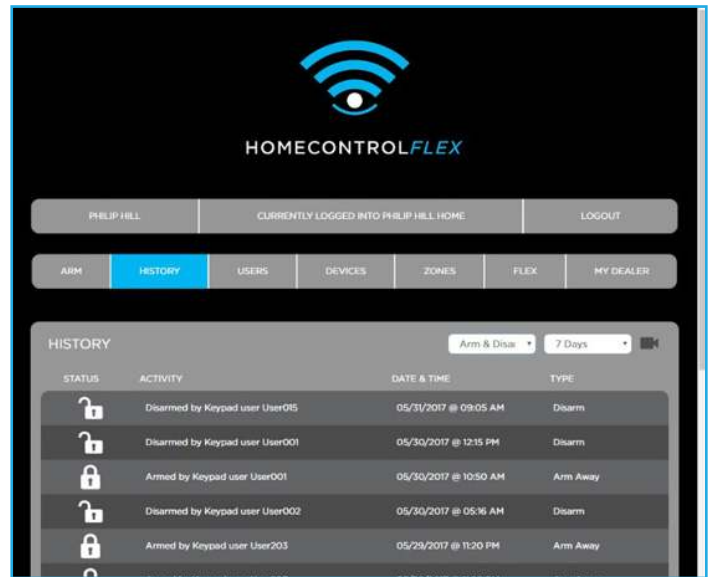 HOMECONTROLFLEX
PHILIP HILL CURRENTLY LOGGED INTO PHILIP HILL HOME LOGOUT
ARM HISTORY USERS DEVICES ZONES FLEX MY DEALER
HISTORY Arm & Disar 7 Days
STATUS ACTIVITY DATE & TIME TYPE
Disarmed by Keypad user User015 05/31/2017 @ 09:05 AM Disarm
Disarmed by Keypad user User001 05/30/2017 @ 12:15 PM Disarm
Armed by Keypad user User001 05/30/2017 @ 10:50 AM Arm Away
Disarmed by Keypad user User002 05/30/2017 @ 05:16 AM Disarm
Armed by Keypad user User203 05/29/2017 @ 11:20 PM Arm Away